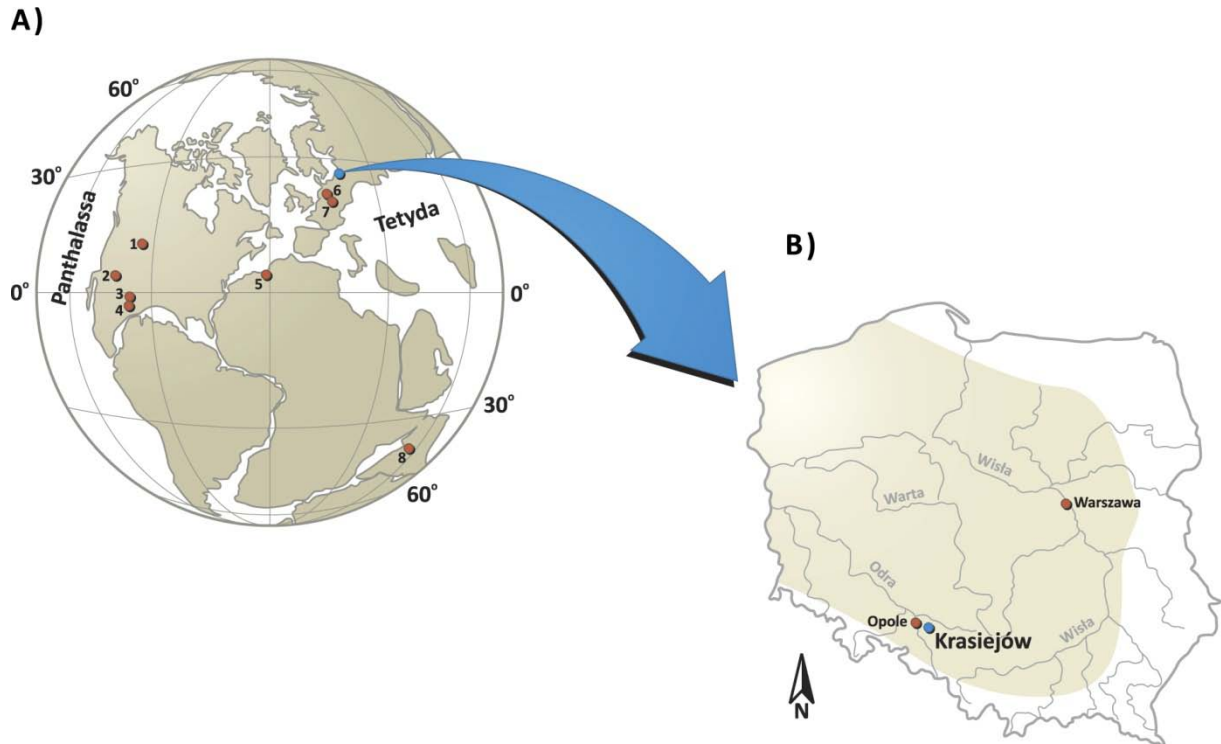 A)
60°
30°
0°
Panthalassa
Tetyda
1
2
3
4
5
6
7
8
0°
30°
60°
B)
Wisła
Warta
Warszawa
Odra
Opole
Krasiejów
Wisła
N